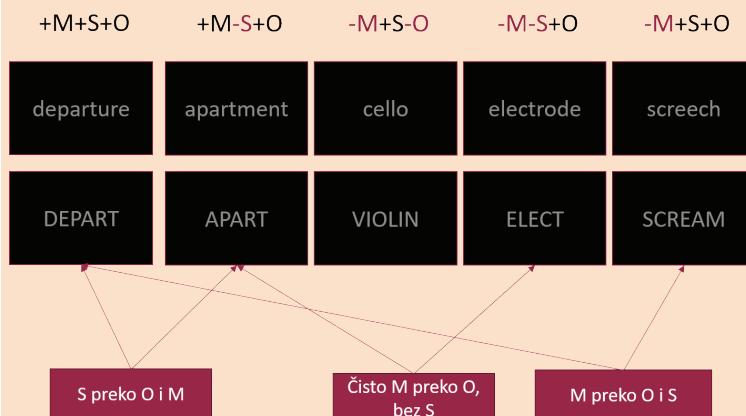 +M+S+O +M-S+O -M+S-O -M-S+O -M+S+O
departure apartment cello electrode screech
DEPART APART VIOLIN ELECT SCREAM
S preko O i M
Čisto M preko O,
bez S
M preko O i S